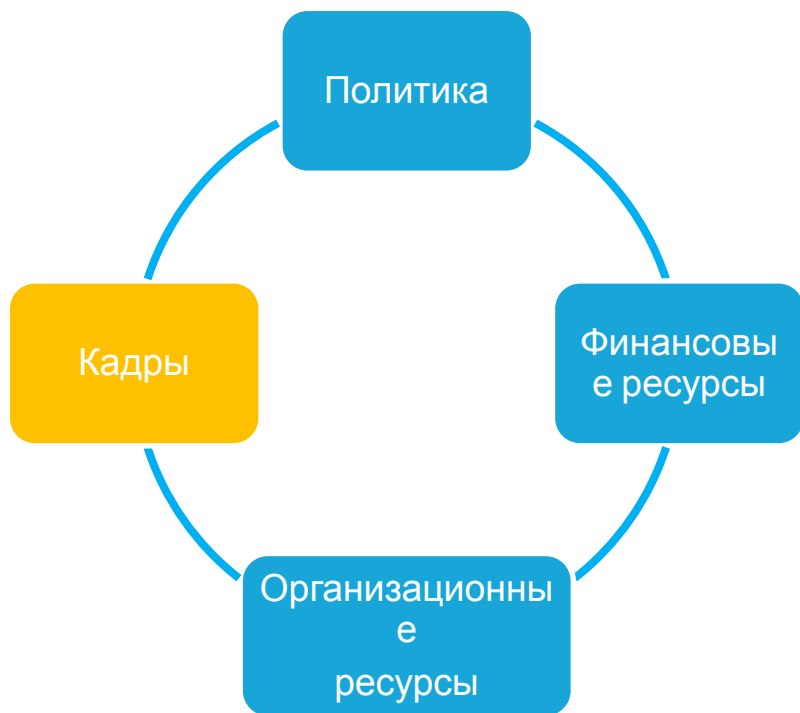 Политика
Кадры
Финансовы
е ресурсы
Организационны
е
ресурсы